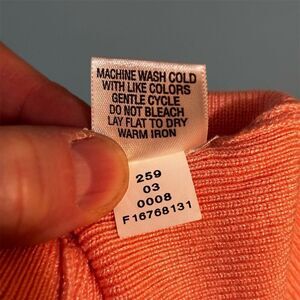 MACHINE WASH COLD
WITH LIKE COLORS
GENTLE CYCLE
DO NOT BLEACH
LAY FLAT TO DRY
WARM IRON
259
03
0008
F16768131